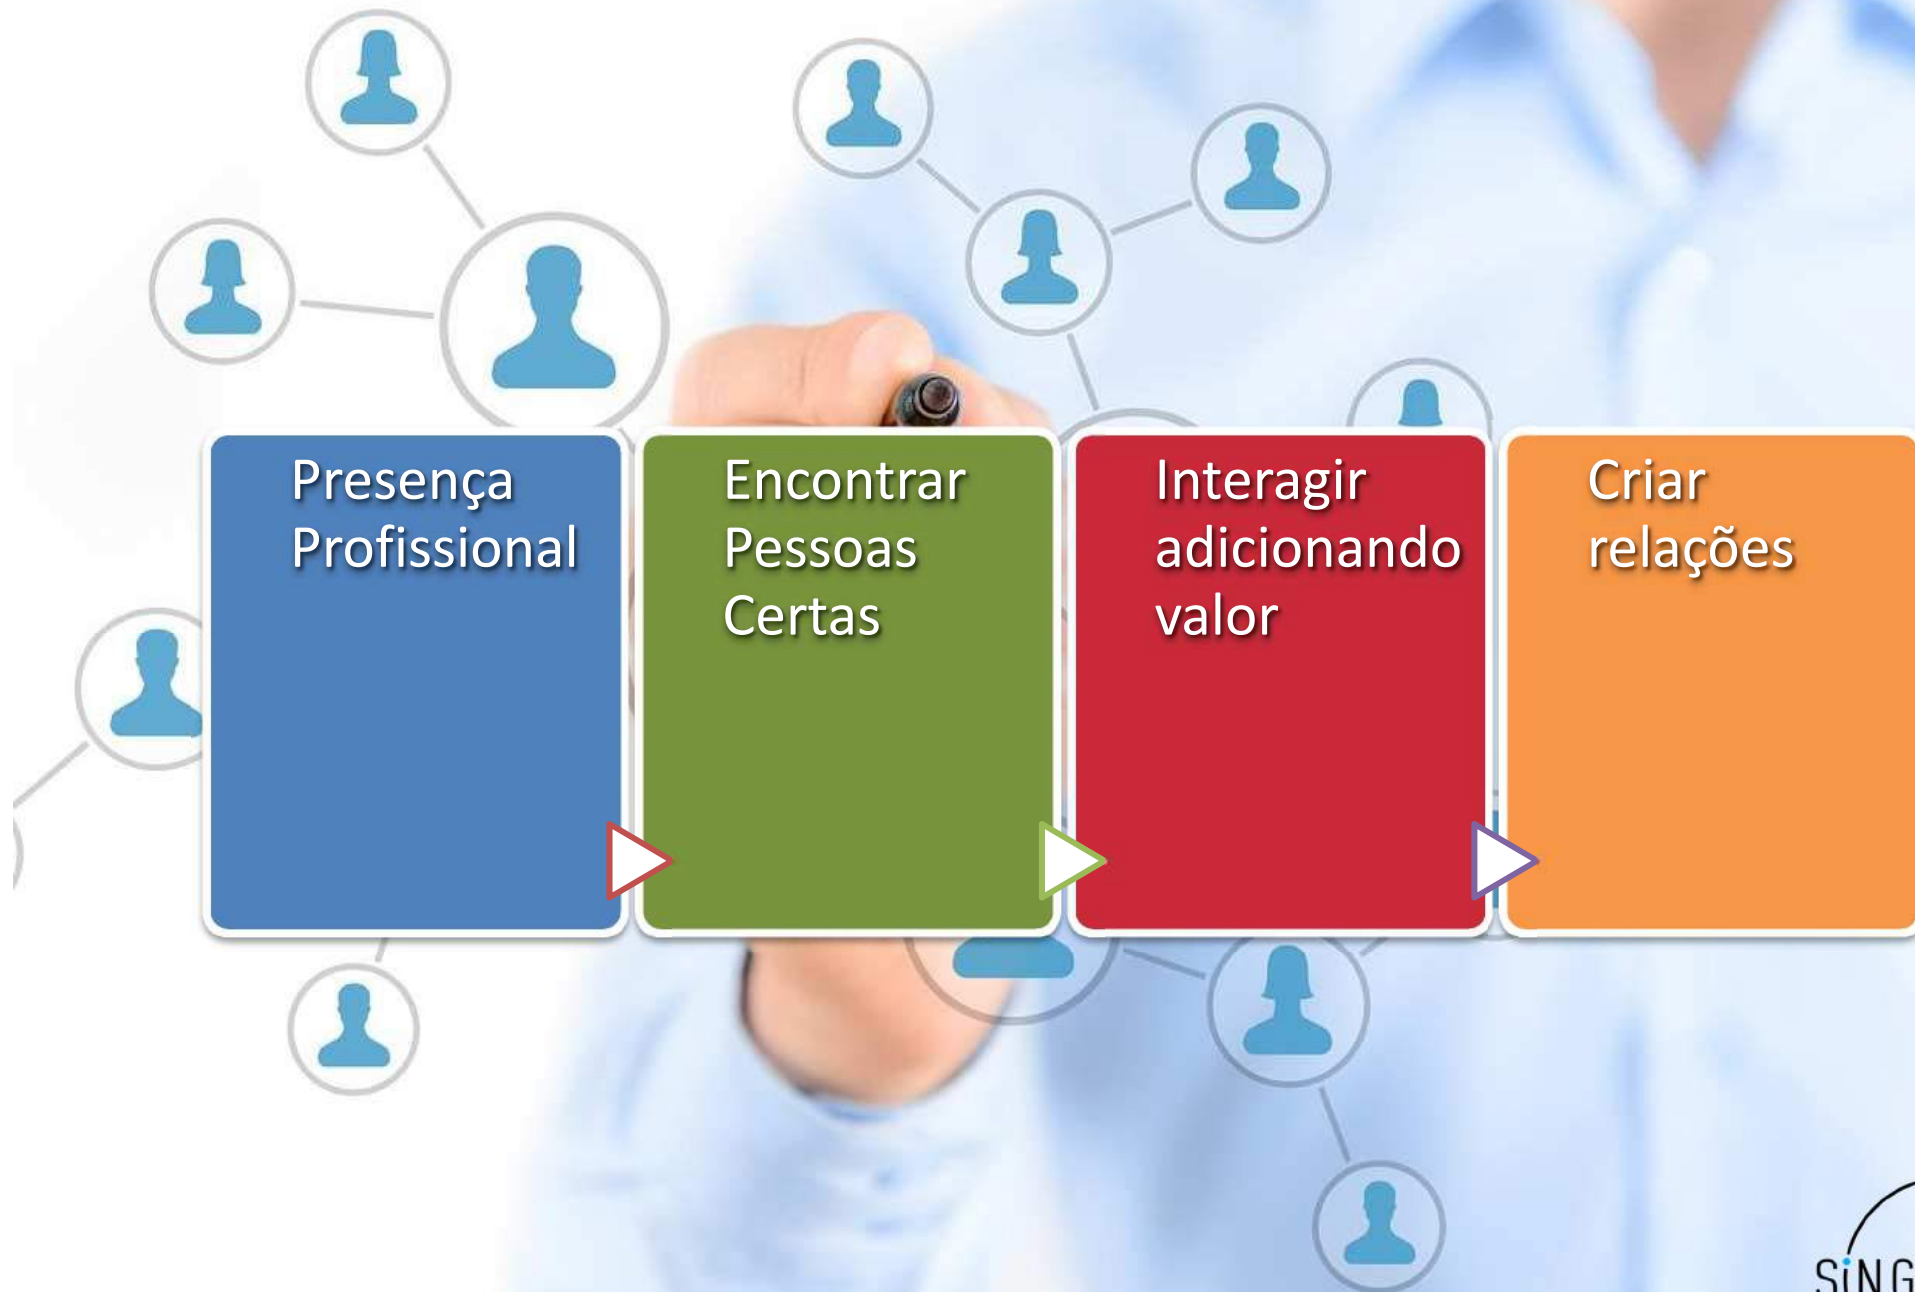 Presença
Profissional
Encontrar
Pessoas
Certas
Interagir
adicionando
valor
Criar
relações